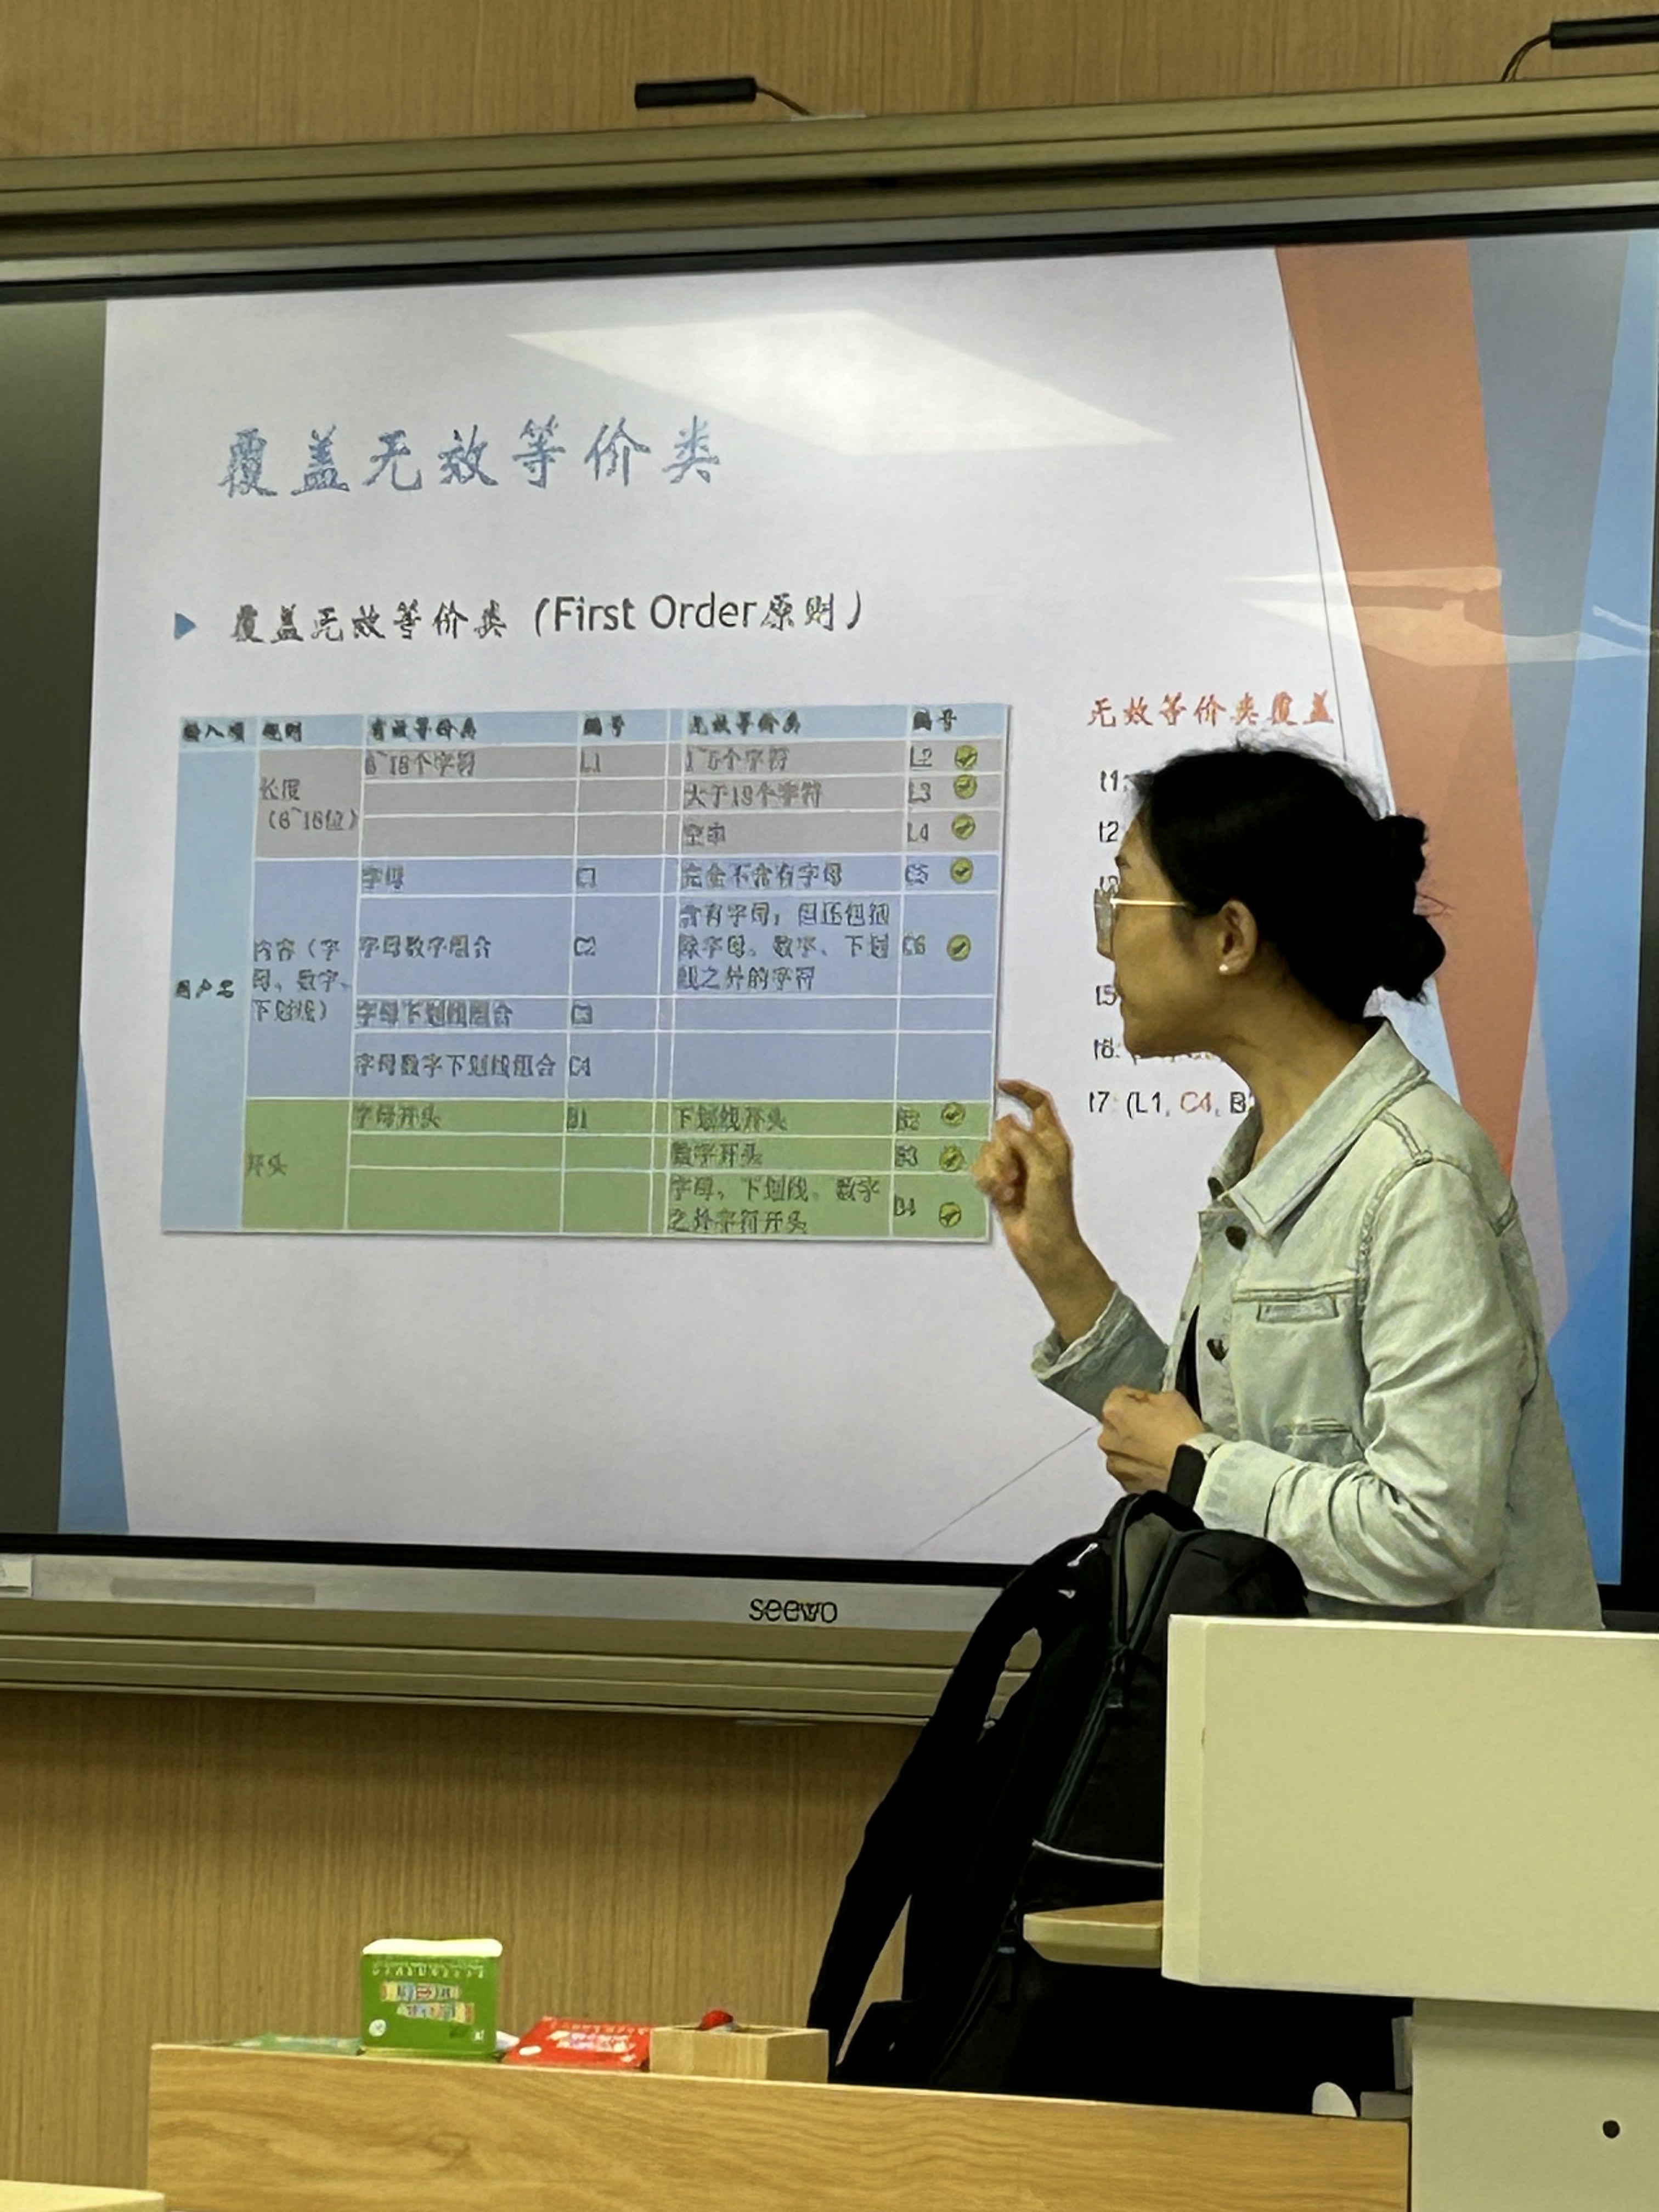 覆盖无效等价类
覆盖无效等价类（First Order原则）
输入项 规则 有效等价类 编号 无效等价类 编号
用户名
长度
（6~18位）
6~18个字符 L1 1~5个字符 L2
大于18个字符 L3
空串 L4
内容（字
母、数字、
下划线）
字母 C1 完全不含有字母 C5
字母数字组合 C2
含有字母，但还包括
除字母、数字、下划
线之外的字符
C6
字母下划线组合 C3
字母数字下划线组合 C4
开头
字母开头 B1 下划线开头 B2
数字开头 B3
字母、下划线、数字
之外字符开头
B4
无效等价类覆盖
t1:
t2
t5
t6:
t7: (L1, C4, B
seewo